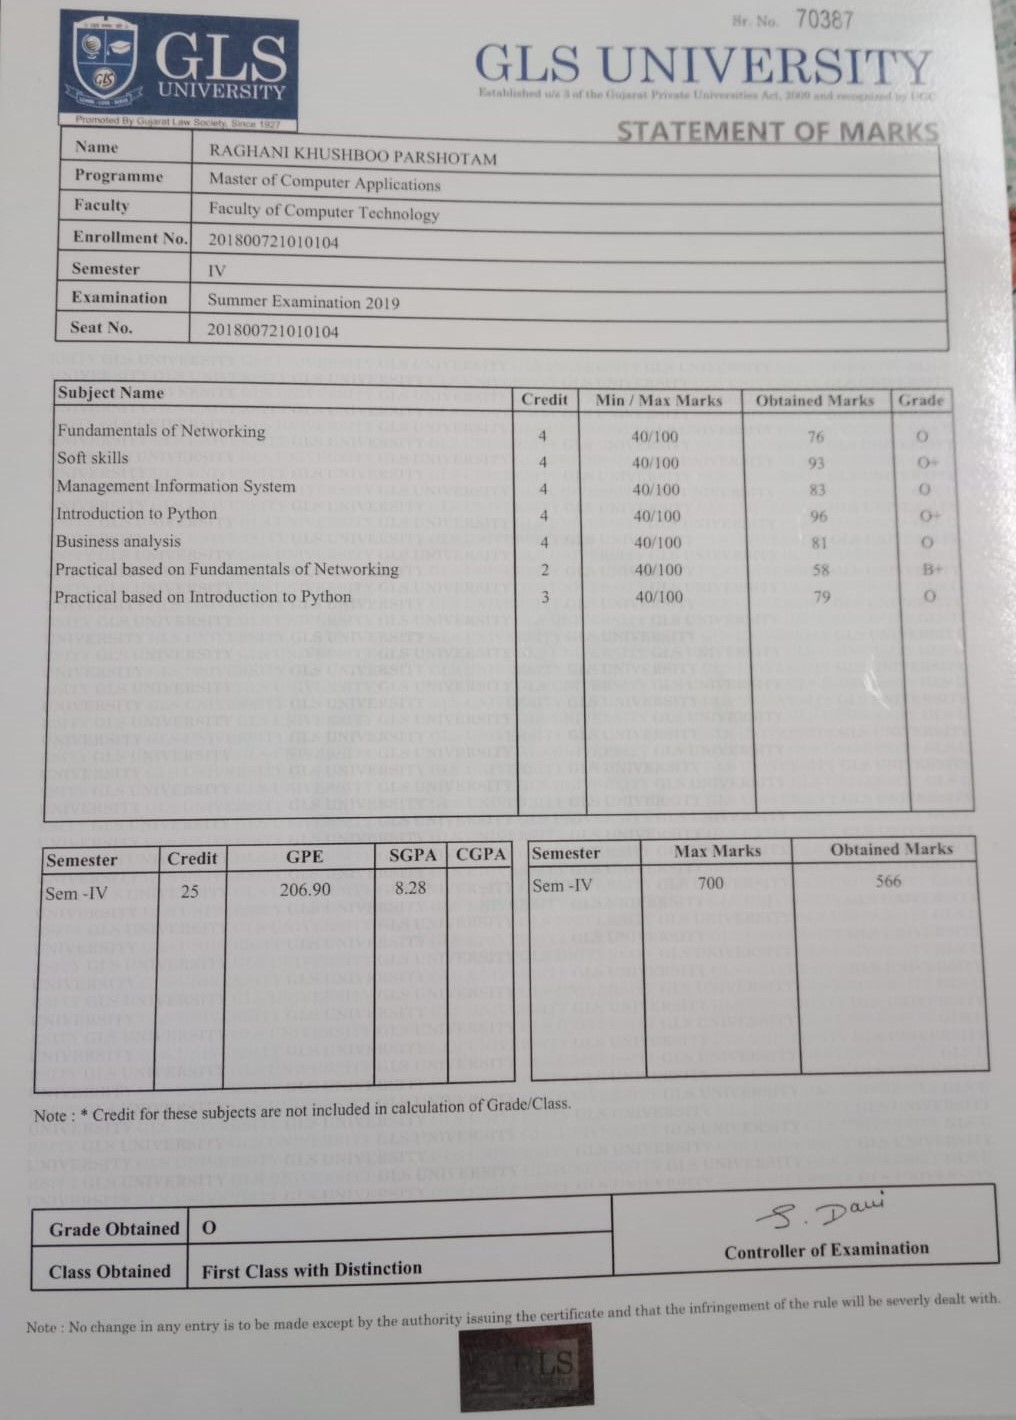 Sr. No. 70387
GLS
UNIVERSITY
Promoted By Gujarat Law Society, Since 1927
GLS UNIVERSITY
Established u/s 3 of the Gujarat Private Universities Act, 2009 and recognized by UGC
STATEMENT OF MARKS
Name RAGHANI KHUSHBOO PARSHOTAM
Programme Master of Computer Applications
Faculty Faculty of Computer Technology
Enrollment No. 201800721010104
Semester IV
Examination Summer Examination 2019
Seat No. 201800721010104
Subject Name Credit Min / Max Marks Obtained Marks Grade
Fundamentals of Networking 4 40/100 76 O
Soft skills 4 40/100 93 O+
Management Information System 4 40/100 83 O
Introduction to Python 4 40/100 96 O+
Business analysis 4 40/100 81 O
Practical based on Fundamentals of Networking 2 40/100 58 B+
Practical based on Introduction to Python 3 40/100 79 O
Semester Credit GPE SGPA CGPA Semester Max Marks Obtained Marks
Sem -IV 25 206.90 8.28 Sem -IV 700 566
Note : * Credit for these subjects are not included in calculation of Grade/Class.
Grade Obtained O
Class Obtained First Class with Distinction
Controller of Examination
Note : No change in any entry is to be made except by the authority issuing the certificate and that the infringement of the rule will be severly dealt with.
GLS